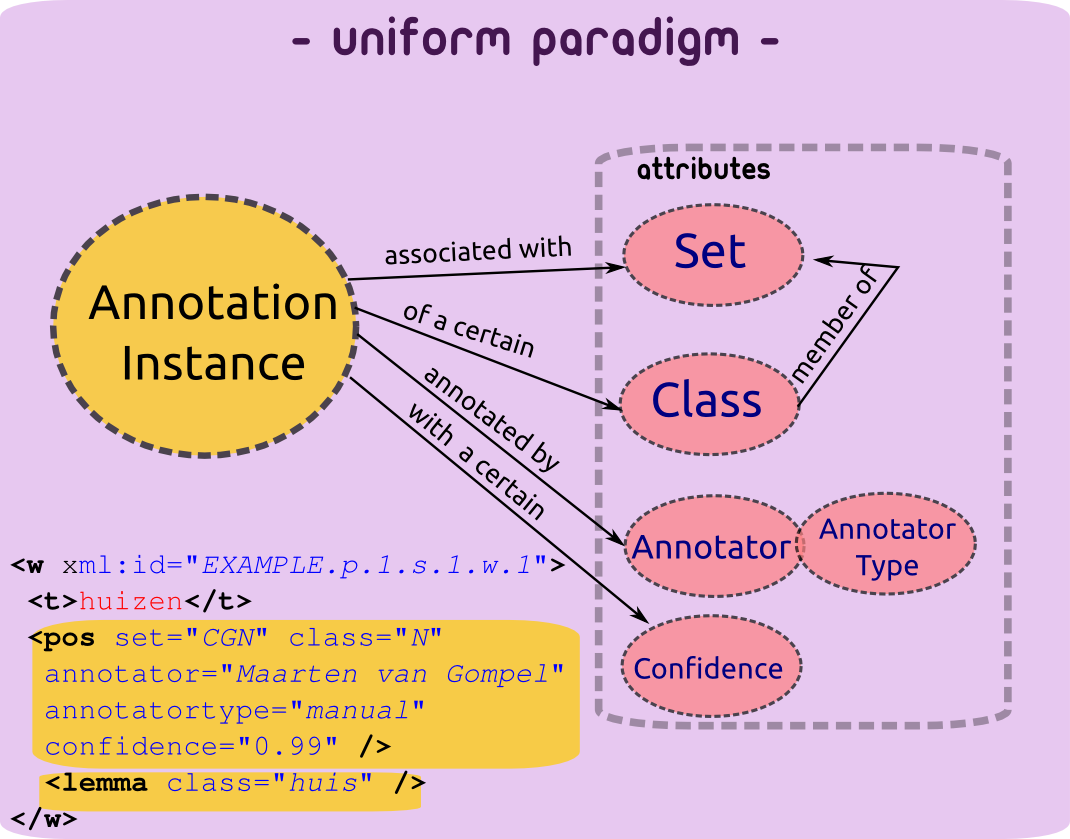 - uniform paradigm -
attributes
Annotation
Instance
associated with
of a certain
annotated by
with a certain
Set
member of
Class
Annotator
Annotator
Type
Confidence
<w xml:id="EXAMPLE.p.1.s.1.w.1">
<t>huizen</t>
<pos set="CGN" class="N"
annotator="Maarten van Gompel"
annotatortype="manual"
confidence="0.99" />
<lemma class="huis" />
</w>